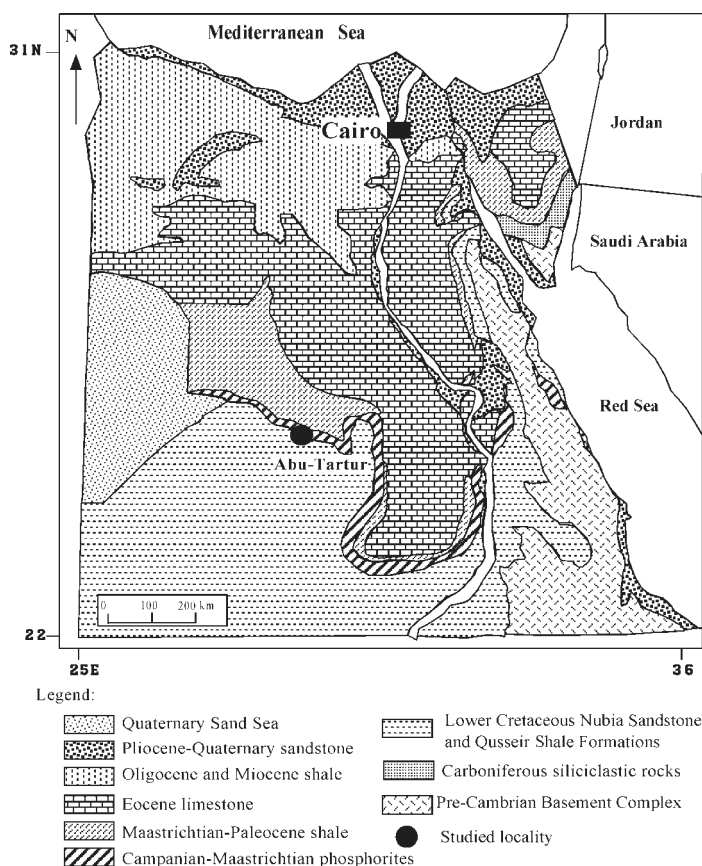 Mediterranean Sea
31N
N
Cairo
Jordan
Saudi Arabia
Red Sea
Abu-Tartur
0 100 200 km
22
25E
36
Legend:
Quaternary Sand Sea
Pliocene-Quaternary sandstone
Oligocene and Miocene shale
Eocene limestone
Maastrichtian-Paleocene shale
Campanian-Maastrichtian phosphorites
Lower Cretaceous Nubia Sandstone
and Qusseir Shale Formations
Carboniferous siliciclastic rocks
Pre-Cambrian Basement Complex
Studied locality